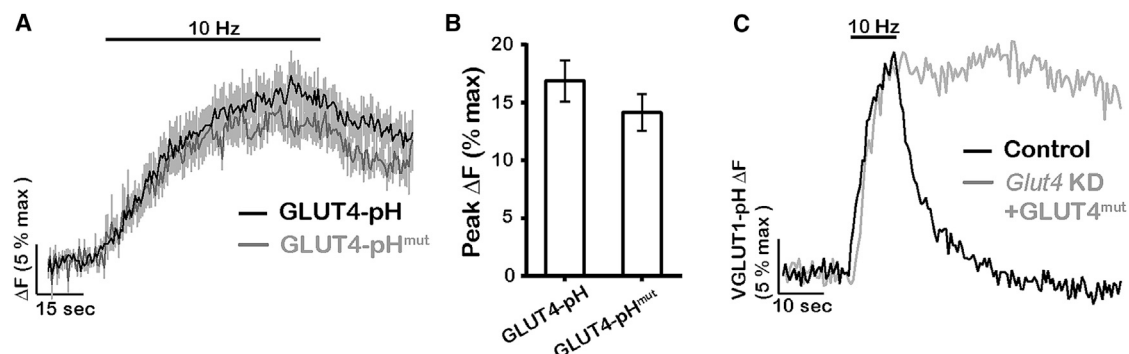 A
10 Hz
ΔF (5 % max )
15 sec
GLUT4-pH
GLUT4-pHmut
B
Peak ΔF (% max)
20
15
10
5
0
GLUT4-pH
GLUT4-pHmut
C
10 Hz
VGLUT1-pH ΔF
(5 % max )
10 sec
Control
Glut4 KD
+GLUT4mut